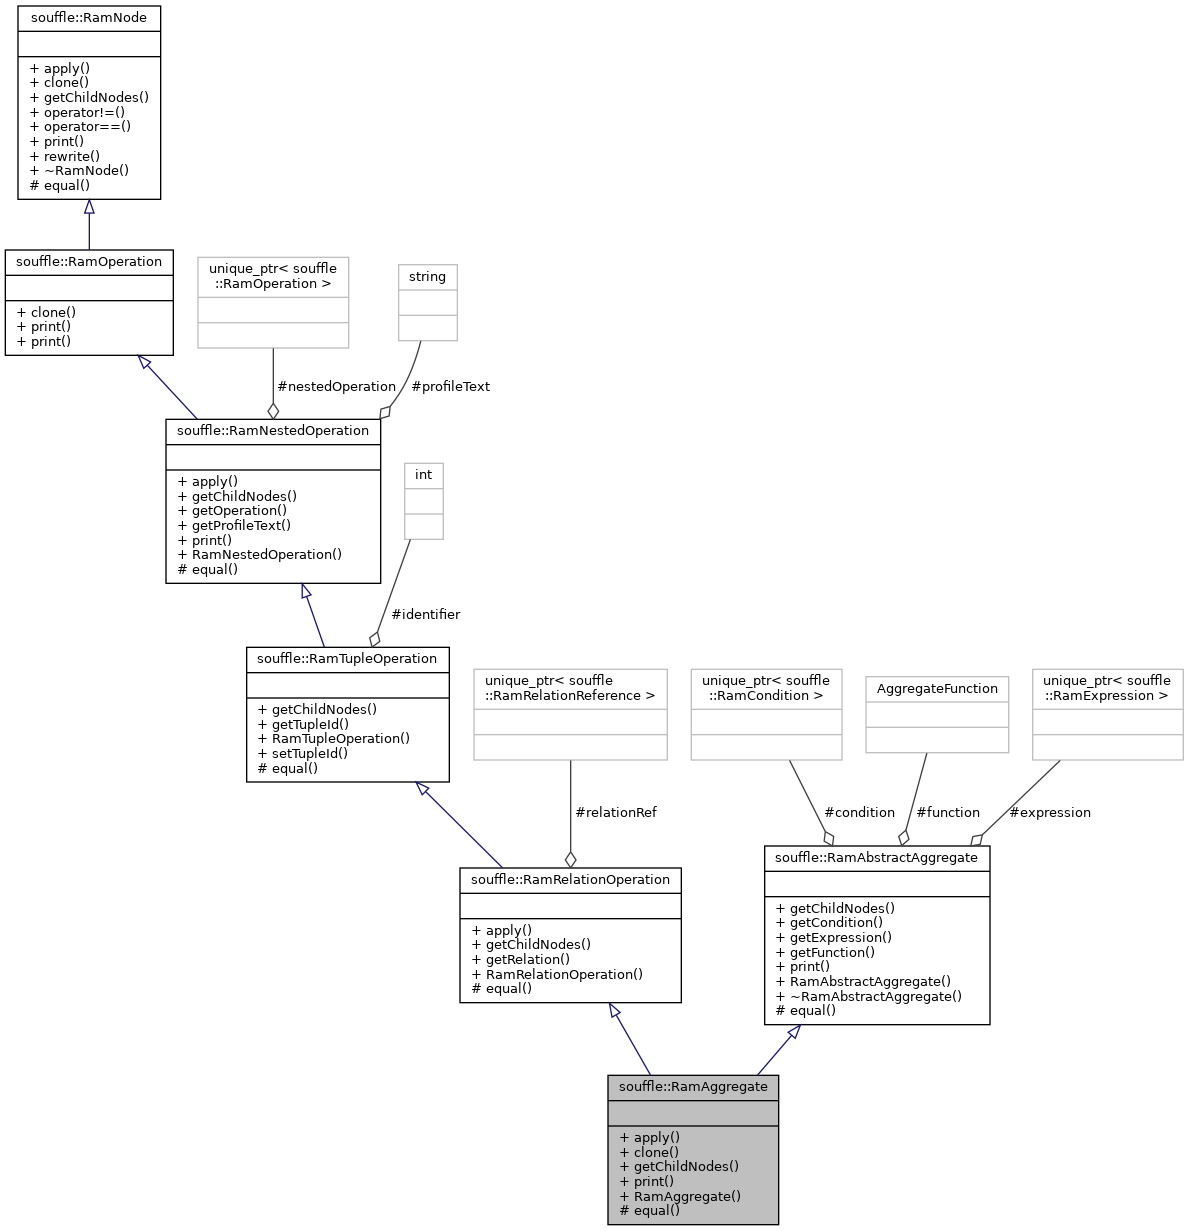 souffle::RamNode
+ apply()
+ clone()
+ getChildNodes()
+ operator!=()
+ operator==()
+ print()
+ rewrite()
+ ~RamNode()
# equal()
souffle::RamOperation
+ clone()
+ print()
+ print()
unique_ptr< souffle
::RamOperation >
string
#nestedOperation
#profileText
souffle::RamNestedOperation
+ apply()
+ getChildNodes()
+ getOperation()
+ getProfileText()
+ print()
+ RamNestedOperation()
# equal()
int
#identifier
souffle::RamTupleOperation
+ getChildNodes()
+ getTupleId()
+ RamTupleOperation()
+ setTupleId()
# equal()
unique_ptr< souffle
::RamRelationReference >
unique_ptr< souffle
::RamCondition >
AggregateFunction
unique_ptr< souffle
::RamExpression >
#relationRef
#condition
#function
#expression
souffle::RamRelationOperation
+ apply()
+ getChildNodes()
+ getRelation()
+ RamRelationOperation()
# equal()
souffle::RamAbstractAggregate
+ getChildNodes()
+ getCondition()
+ getExpression()
+ getFunction()
+ print()
+ RamAbstractAggregate()
+ ~RamAbstractAggregate()
# equal()
souffle::RamAggregate
+ apply()
+ clone()
+ getChildNodes()
+ print()
+ RamAggregate()
# equal()